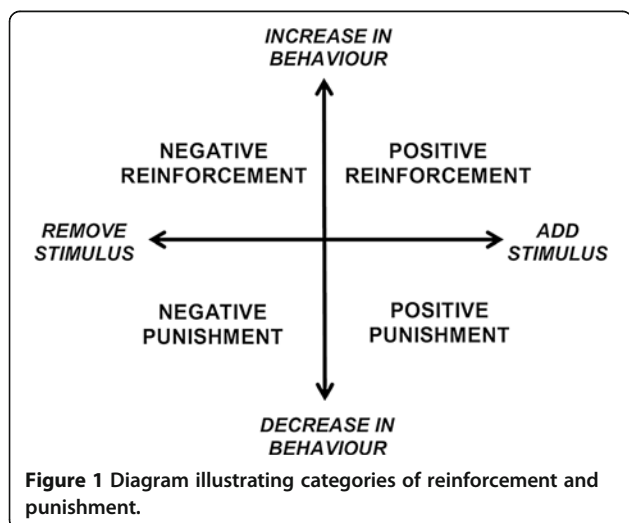 INCREASE IN
BEHAVIOUR
NEGATIVE
REINFORCEMENT
POSITIVE
REINFORCEMENT
REMOVE
STIMULUS
ADD
STIMULUS
NEGATIVE
PUNISHMENT
POSITIVE
PUNISHMENT
DECREASE IN
BEHAVIOUR
Figure 1 Diagram illustrating categories of reinforcement and
punishment.